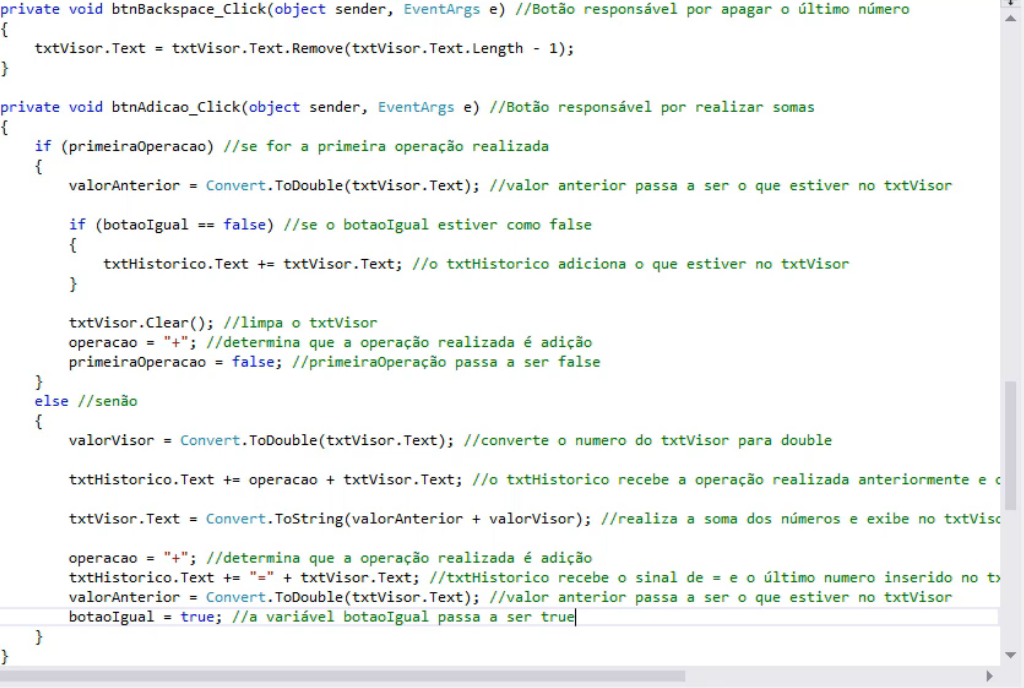 private void btnBackspace_Click(object sender, EventArgs e) //Botão responsável por apagar o último número
{
    txtVisor.Text = txtVisor.Text.Remove(txtVisor.Text.Length - 1);
}

private void btnAdicao_Click(object sender, EventArgs e) //Botão responsável por realizar somas
{
    if (primeiraOperacao) //se for a primeira operação realizada
    {
        valorAnterior = Convert.ToDouble(txtVisor.Text); //valor anterior passa a ser o que estiver no txtVisor

        if (botaoIgual == false) //se o botaoIgual estiver como false
        {
            txtHistorico.Text += txtVisor.Text; //o txtHistorico adiciona o que estiver no txtVisor
        }

        txtVisor.Clear(); //limpa o txtVisor
        operacao = "+"; //determina que a operação realizada é adição
        primeiraOperacao = false; //primeiraOperação passa a ser false
    }
    else //senão
    {
        valorVisor = Convert.ToDouble(txtVisor.Text); //converte o numero do txtVisor para double

        txtHistorico.Text += operacao + txtVisor.Text; //o txtHistorico recebe a operação realizada anteriormente e

        txtVisor.Text = Convert.ToString(valorAnterior + valorVisor); //realiza a soma dos números e exibe no txtViso

        operacao = "+"; //determina que a operação realizada é adição
        txtHistorico.Text += "=" + txtVisor.Text; //txtHistorico recebe o sinal de = e o último numero inserido no tx
        valorAnterior = Convert.ToDouble(txtVisor.Text); //valor anterior passa a ser o que estiver no txtVisor
        botaoIgual = true; //a variável botaoIgual passa a ser true
    }
}